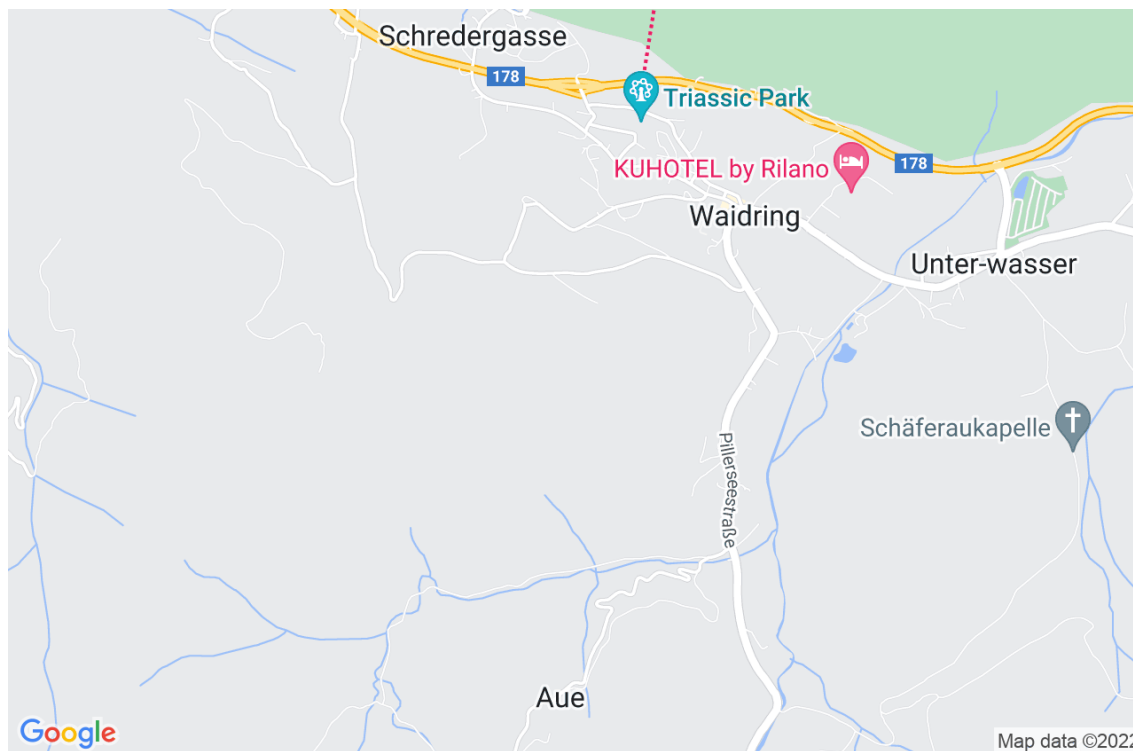 Schredergasse
178
Triassic Park
KUHOTEL by Rilano
178
Waidring
Unter-wasser
Schäferaukapelle
Pillerseestraße
Aue
Google
Map data ©2022